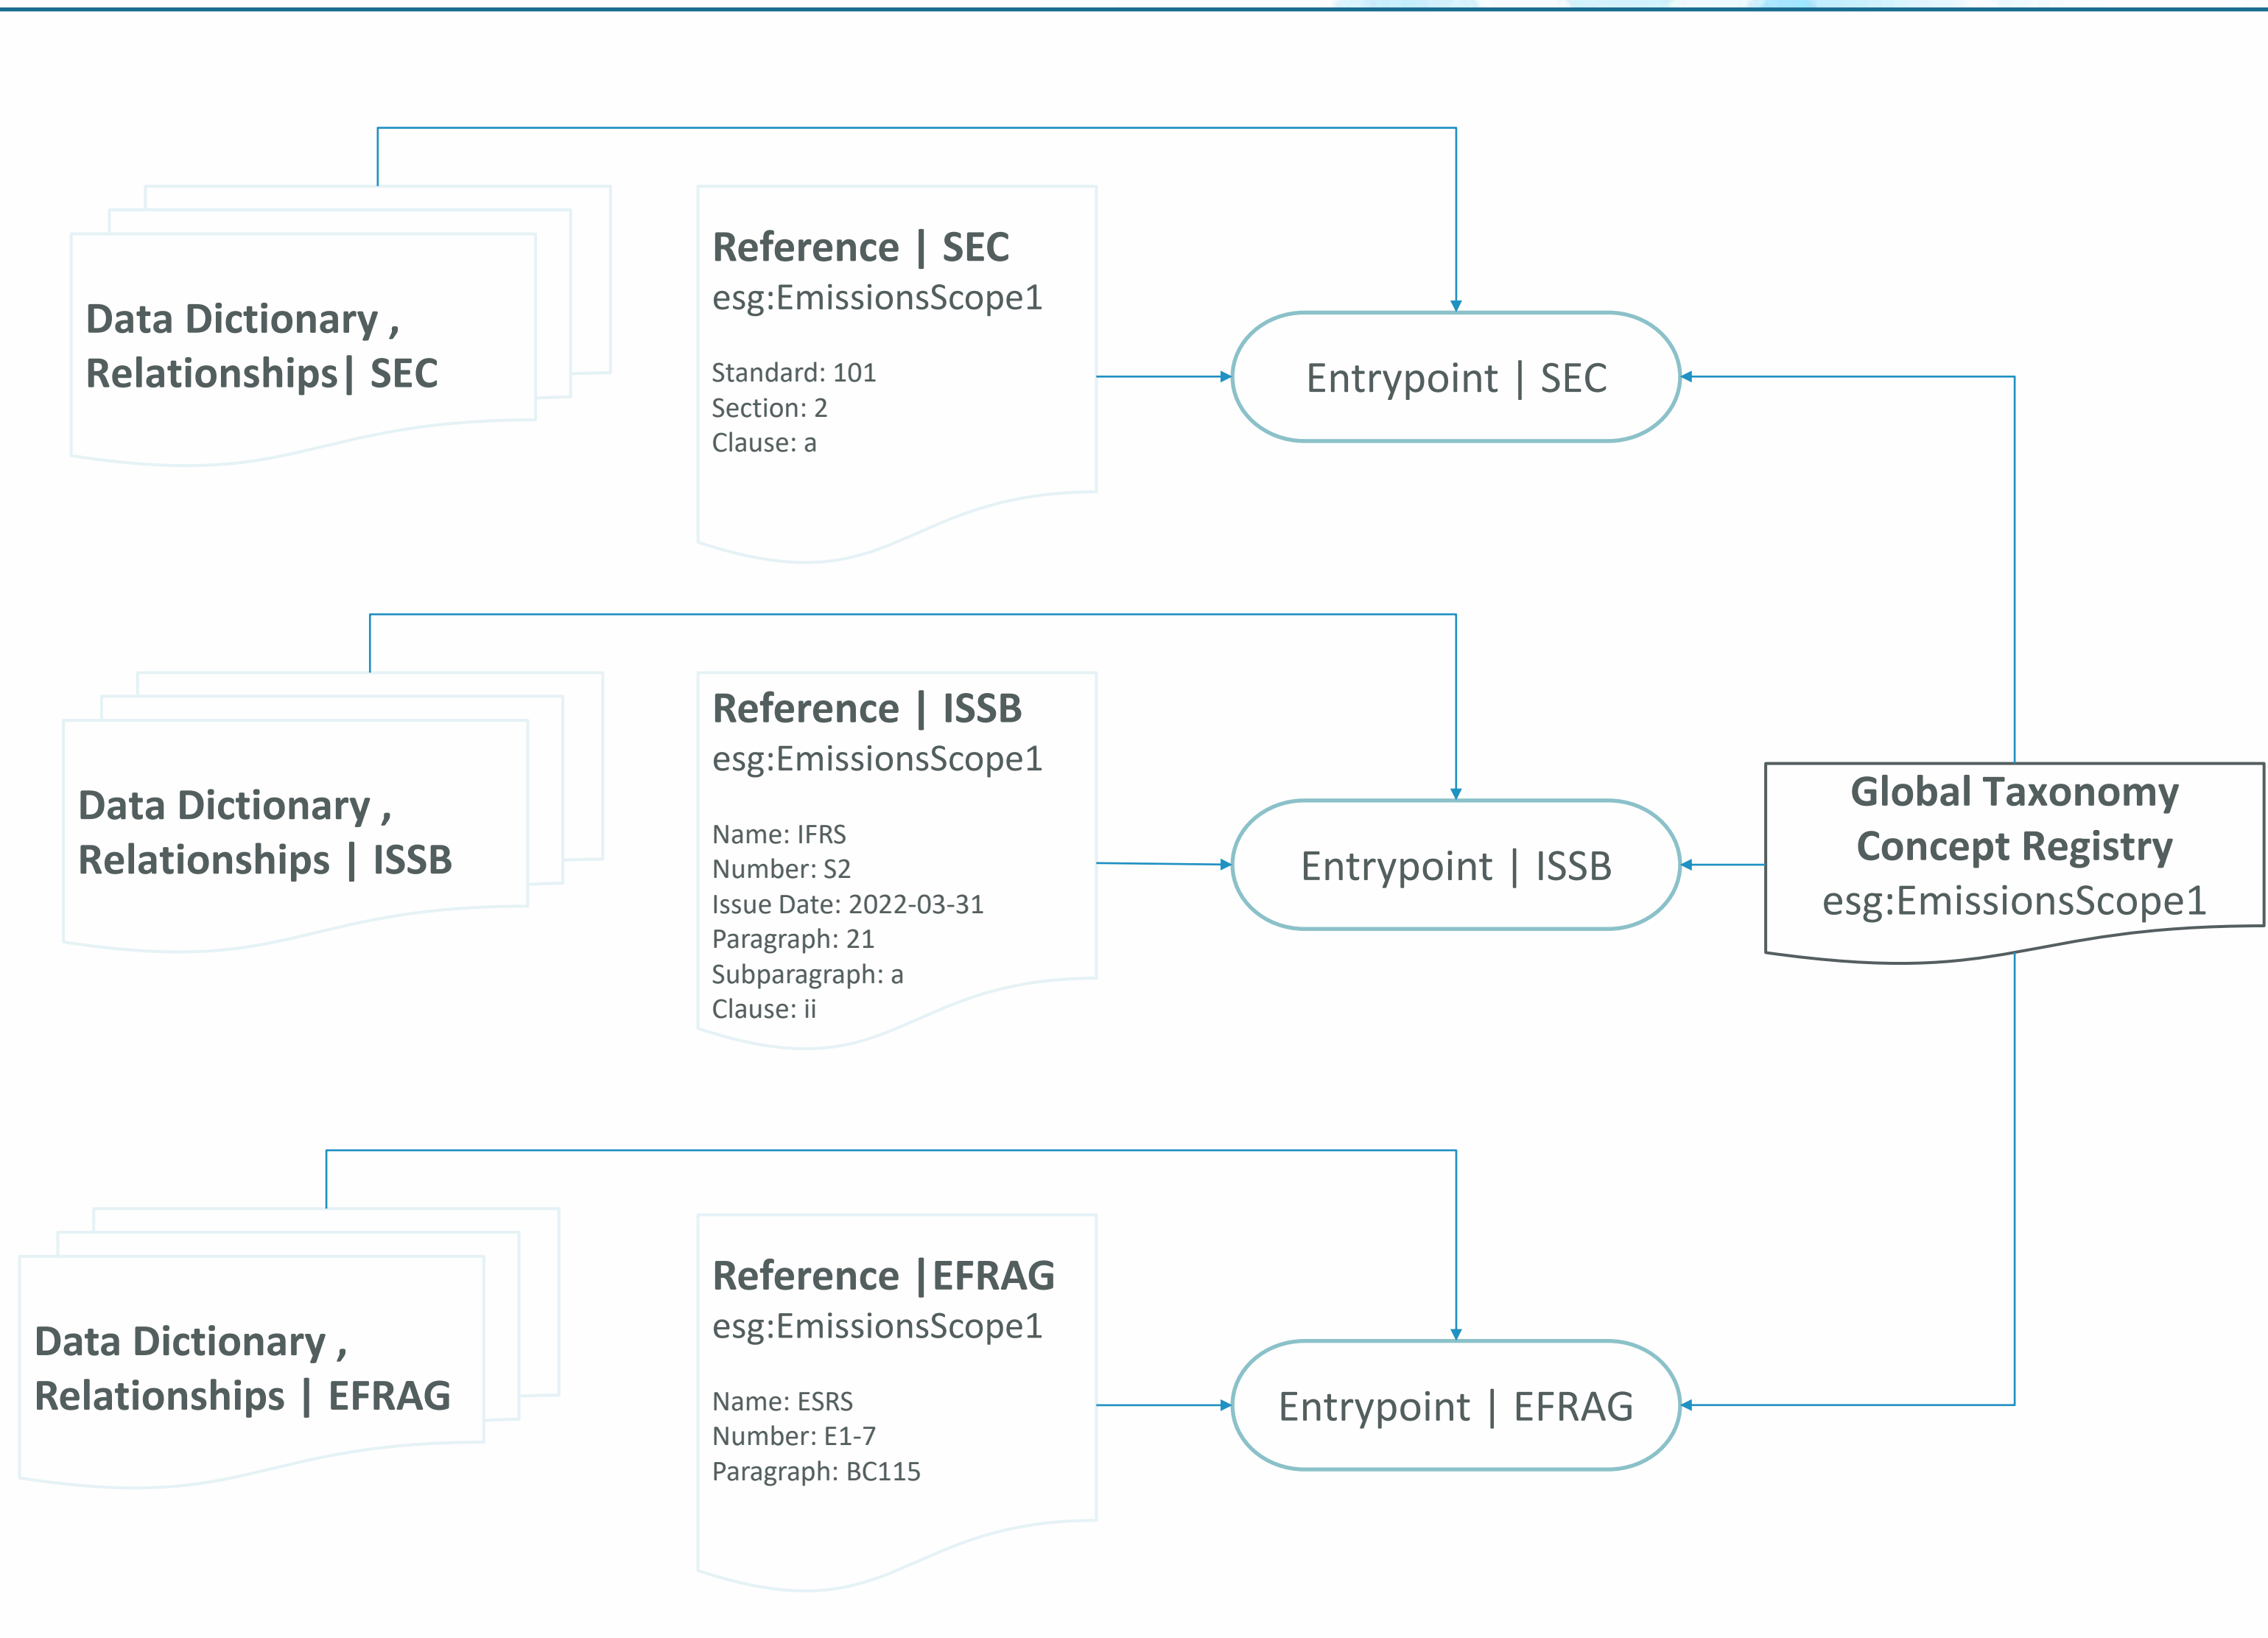 Data Dictionary ,
Relationships| SEC
Reference | SEC
esg:EmissionsScope1
Standard: 101
Section: 2
Clause: a
Entrypoint | SEC
Data Dictionary ,
Relationships | ISSB
Reference | ISSB
esg:EmissionsScope1
Name: IFRS
Number: S2
Issue Date: 2022-03-31
Paragraph: 21
Subparagraph: a
Clause: ii
Entrypoint | ISSB
Global Taxonomy
Concept Registry
esg:EmissionsScope1
Data Dictionary ,
Relationships | EFRAG
Reference |EFRAG
esg:EmissionsScope1
Name: ESRS
Number: E1-7
Paragraph: BC115
Entrypoint | EFRAG